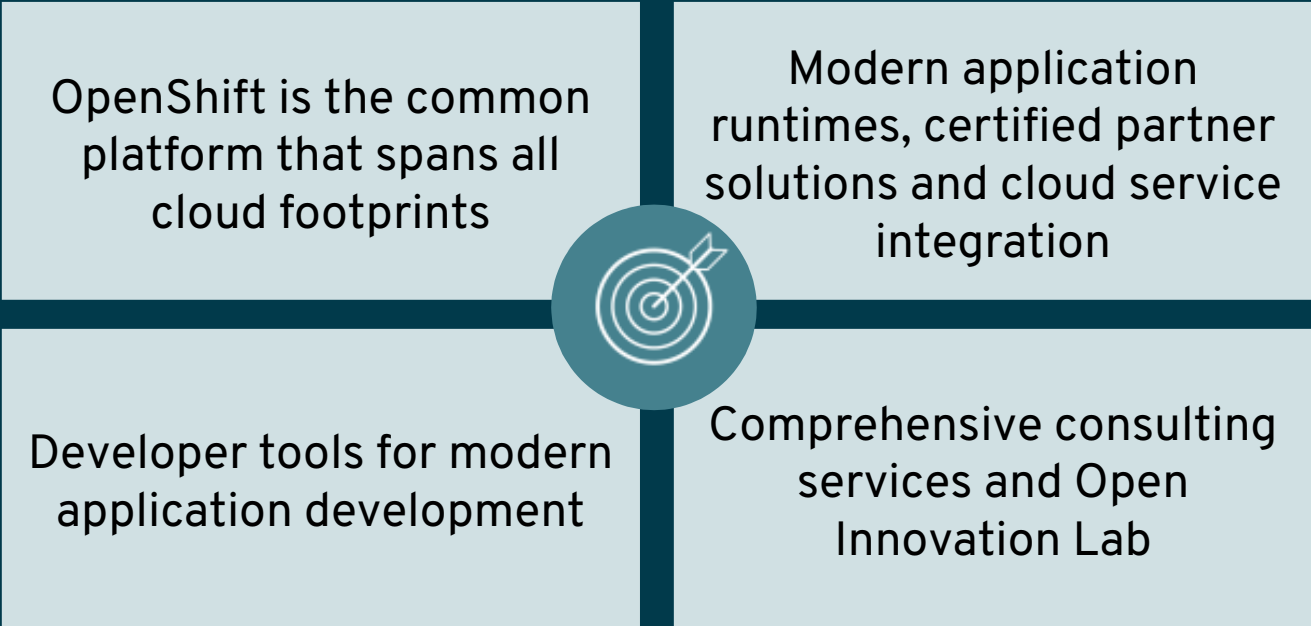 OpenShift is the common
platform that spans all
cloud footprints
Modern application
runtimes, certified partner
solutions and cloud service
integration
Developer tools for modern
application development
Comprehensive consulting
services and Open
Innovation Lab